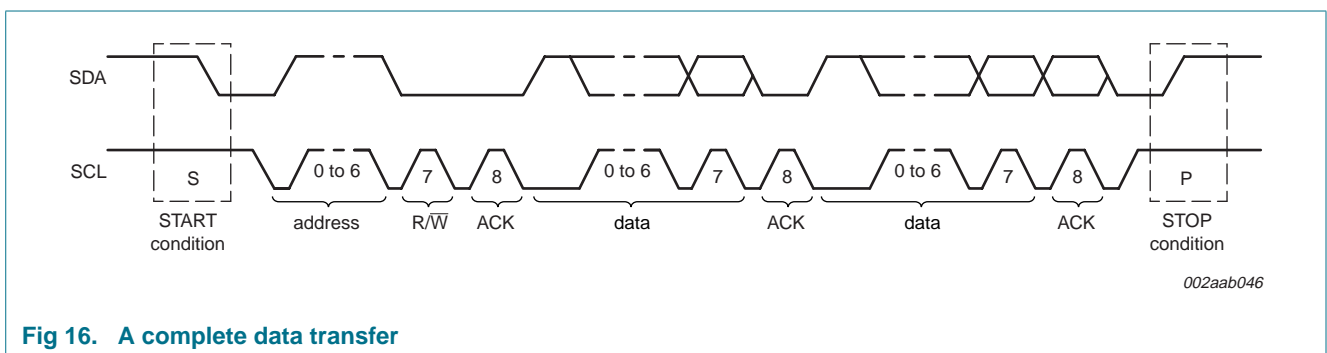 SDA
SCL
S
0 to 6
7
8
0 to 6
7
8
0 to 6
7
8
P
START
condition
address
R/W̅
ACK
data
ACK
data
ACK
STOP
condition
002aab046
Fig 16. A complete data transfer